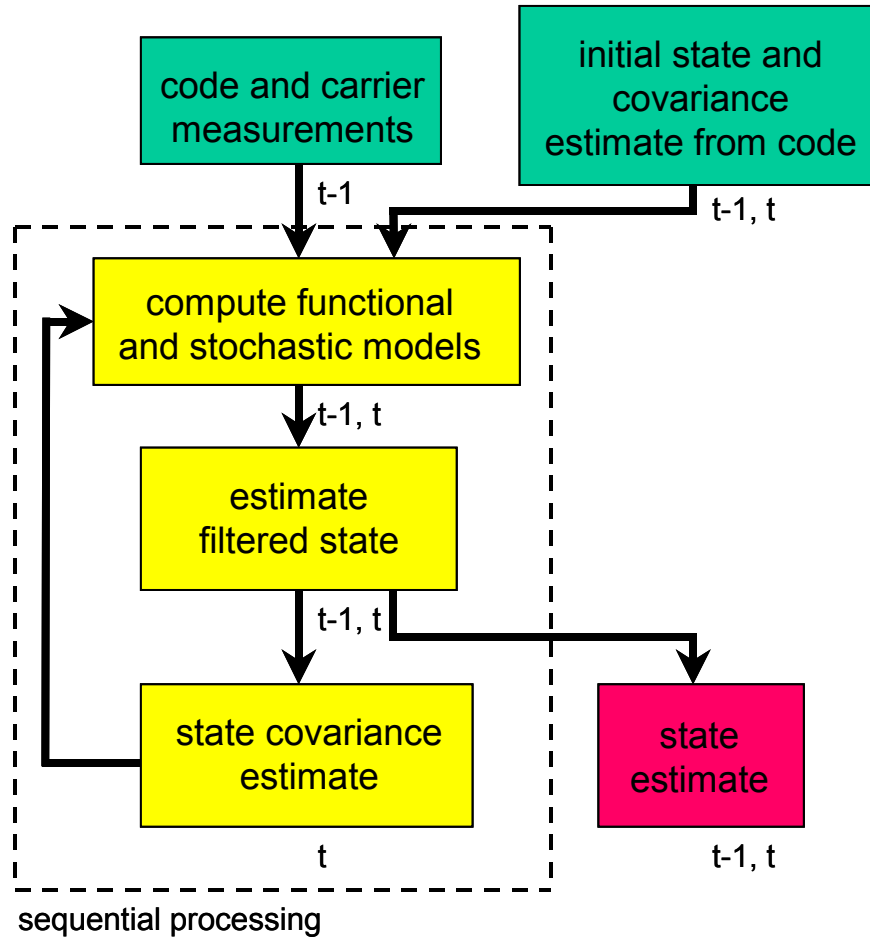 code and carrier
measurements
initial state and
covariance
estimate from code
t-1
t-1, t
compute functional
and stochastic models
t-1, t
estimate
filtered state
t-1, t
state covariance
estimate
state
estimate
t
t-1, t
sequential processing